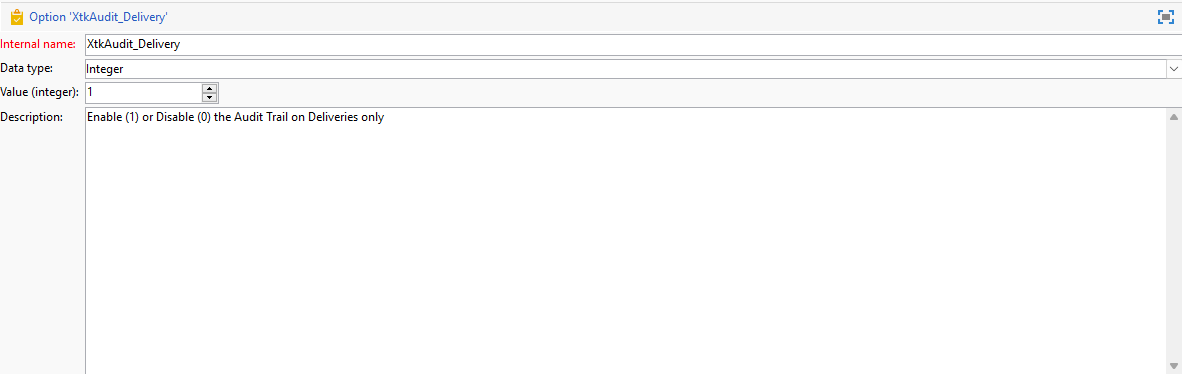 Option 'XtkAudit_Delivery'
Internal name: XtkAudit_Delivery
Data type: Integer
Value (integer): 1
Description: Enable (1) or Disable (0) the Audit Trail on Deliveries only